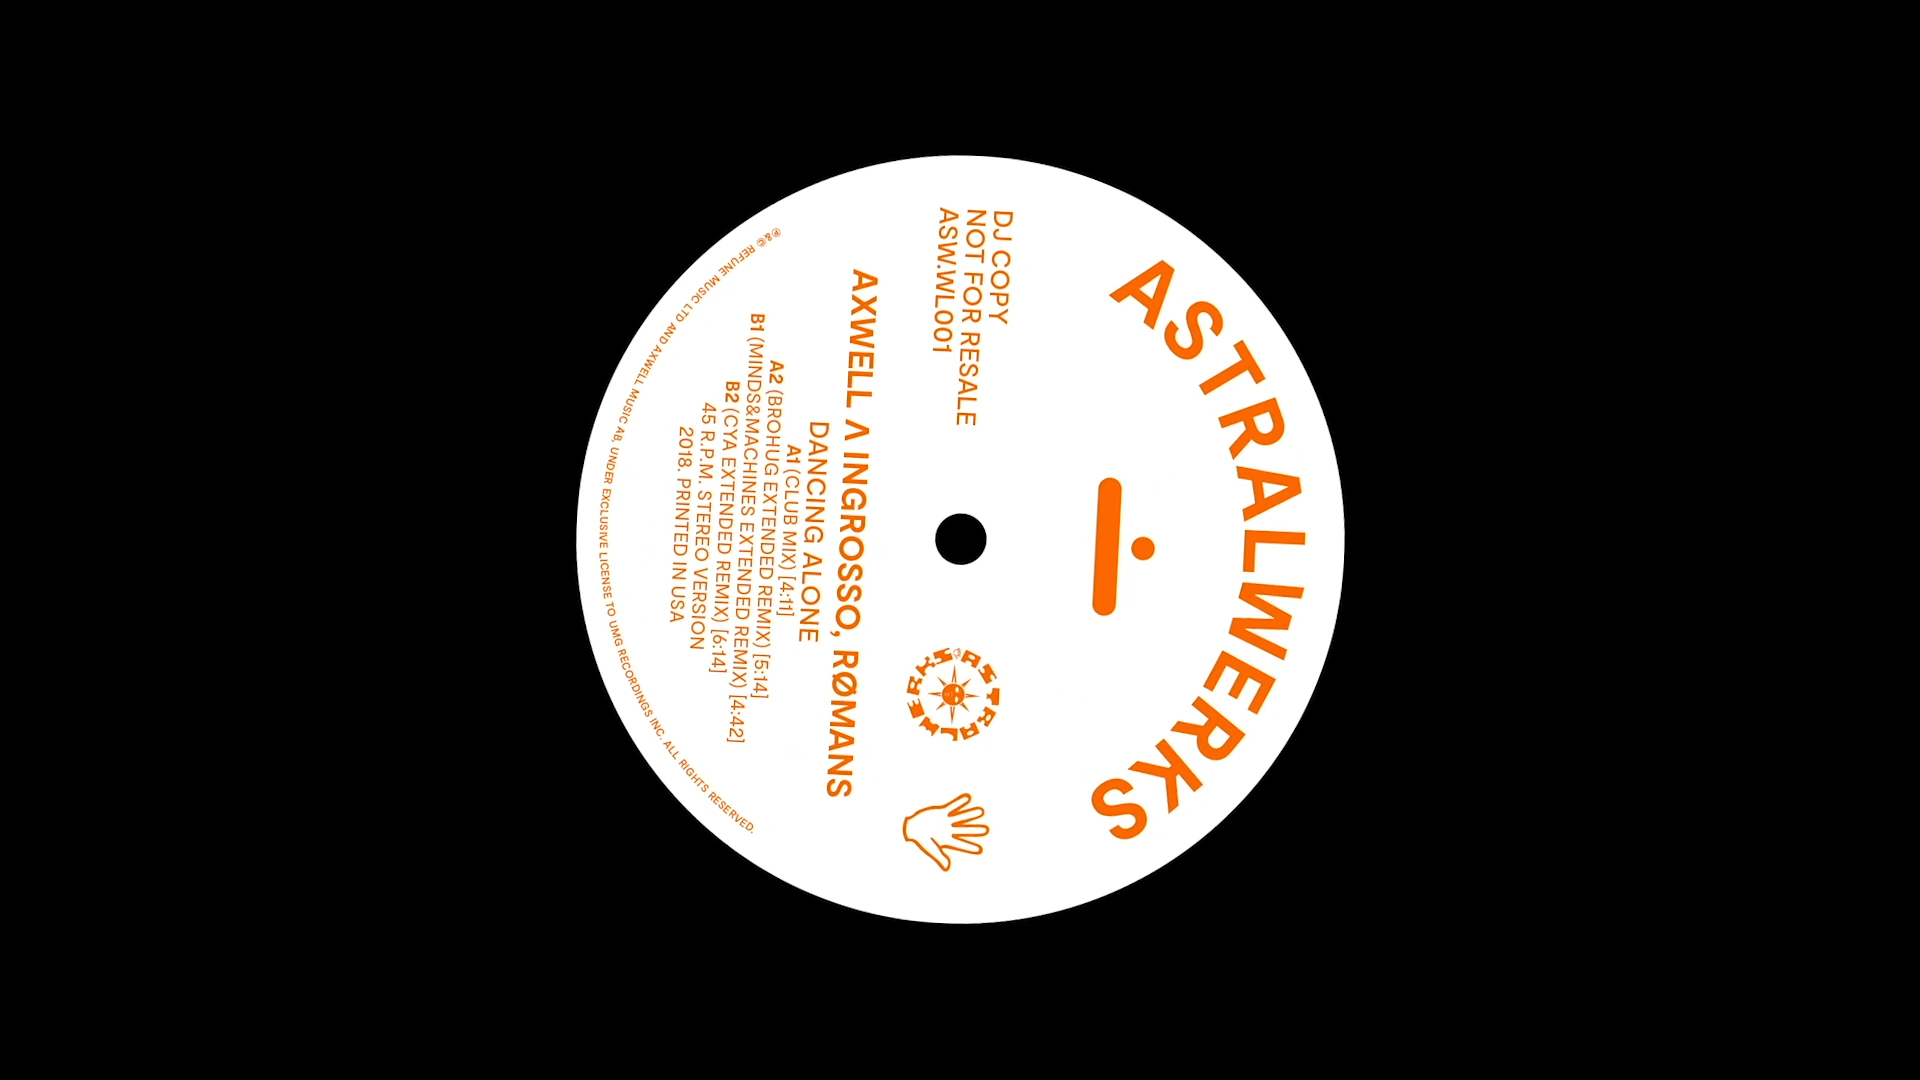 ASTRALWERKS
DJ COPY
NOT FOR RESALE
ASW.WL001
ASTRALWERKS
AXWELL Λ INGROSSO, RØMANS
DANCING ALONE
A1 (CLUB MIX) [4:11]
A2 (BROHUG EXTENDED REMIX) [5:14]
B1 (MINDS&MACHINES EXTENDED REMIX) [4:42]
B2 (CYA EXTENDED REMIX) [6:14]
45 R.P.M. STEREO VERSION
2018. PRINTED IN USA
℗ & © REFUNE MUSIC LTD AND AXWELL MUSIC AB, UNDER EXCLUSIVE LICENSE TO UMG RECORDINGS INC. ALL RIGHTS RESERVED.